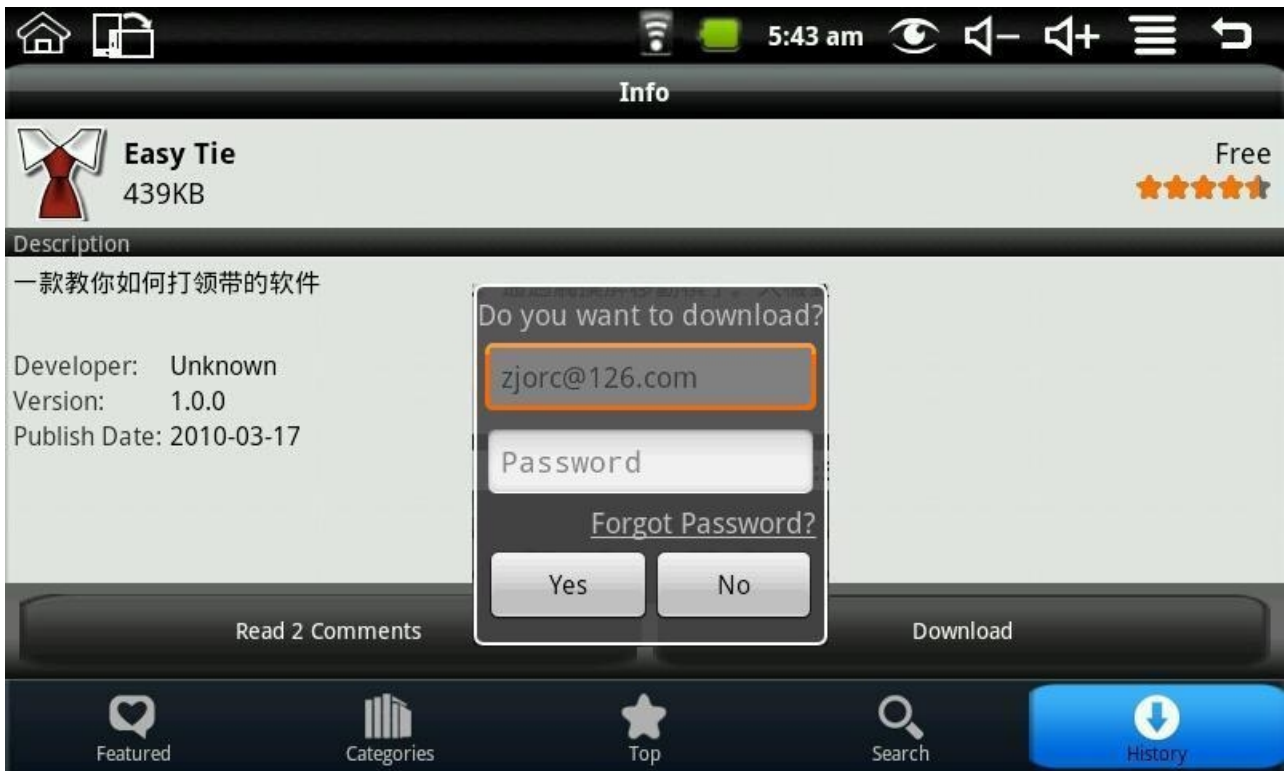 5:43 am
Info
Easy Tie
439KB
Free
Description
一款教你如何打领带的软件
Developer: Unknown
Version: 1.0.0
Publish Date: 2010-03-17
Do you want to download?
zjorc@126.com
Password
Forgot Password?
Yes No
Read 2 Comments Download
Featured Categories Top Search History